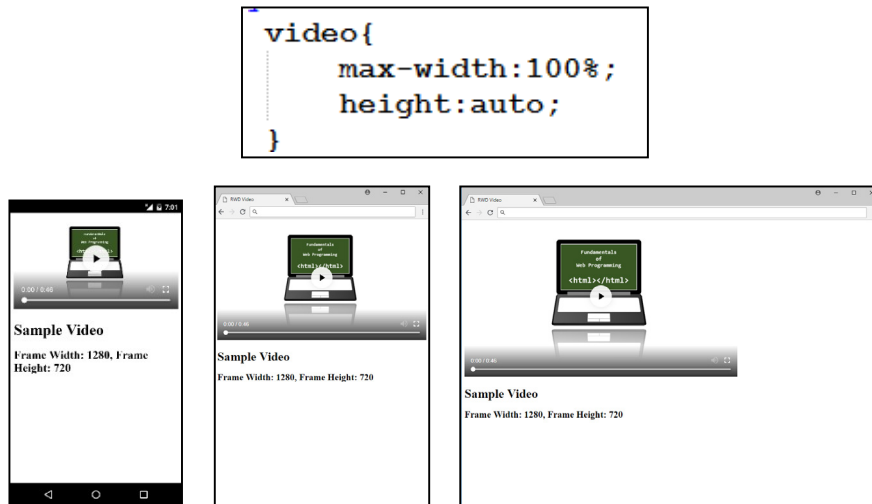 video{
max-width:100%;
height:auto;
}
7:01
Fundamentals
of
Web Programming
<html></html>
0:00 / 0:46
Sample Video
Frame Width: 1280, Frame
Height: 720
RWD Video
Fundamentals
of
Web Programming
<html></html>
0:00 / 0:46
Sample Video
Frame Width: 1280, Frame Height: 720
RWD Video
Fundamentals
of
Web Programming
<html></html>
0:00 / 0:46
Sample Video
Frame Width: 1280, Frame Height: 720